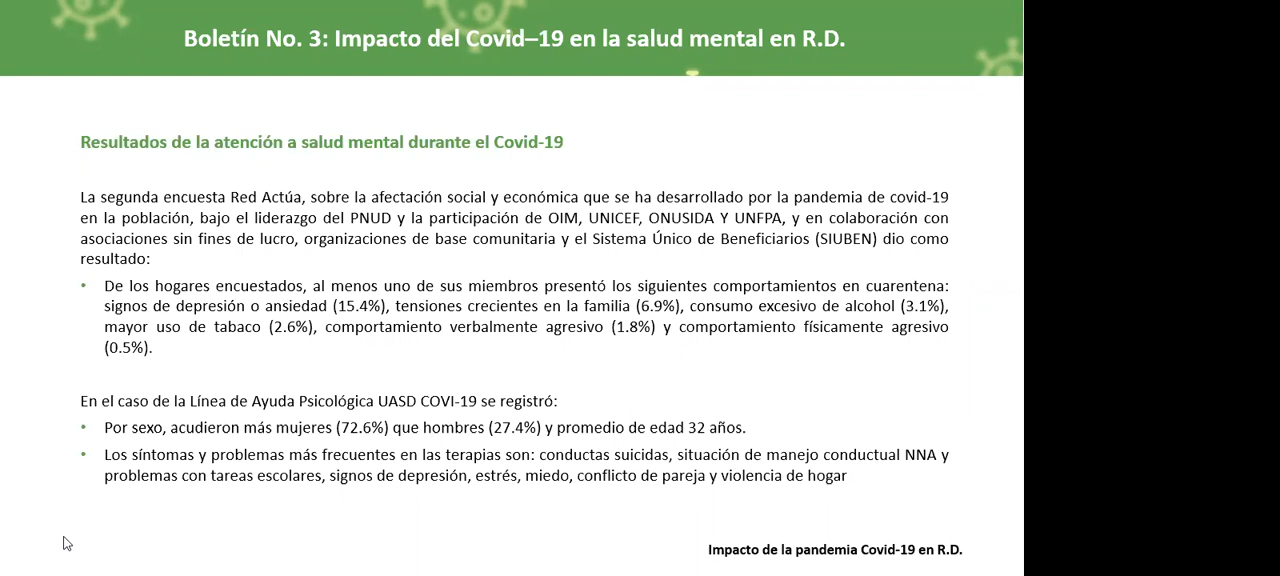 Boletín No. 3: Impacto del Covid–19 en la salud mental en R.D.
Resultados de la atención a salud mental durante el Covid-19
La segunda encuesta Red Actúa, sobre la afectación social y económica que se ha desarrollado por la pandemia de covid-19
en la población, bajo el liderazgo del PNUD y la participación de OIM, UNICEF, ONUSIDA Y UNFPA, y en colaboración con
asociaciones sin fines de lucro, organizaciones de base comunitaria y el Sistema Único de Beneficiarios (SIUBEN) dio como
resultado:
• De los hogares encuestados, al menos uno de sus miembros presentó los siguientes comportamientos en cuarentena:
signos de depresión o ansiedad (15.4%), tensiones crecientes en la familia (6.9%), consumo excesivo de alcohol (3.1%),
mayor uso de tabaco (2.6%), comportamiento verbalmente agresivo (1.8%) y comportamiento físicamente agresivo
(0.5%).
En el caso de la Línea de Ayuda Psicológica UASD COVI-19 se registró:
• Por sexo, acudieron más mujeres (72.6%) que hombres (27.4%) y promedio de edad 32 años.
• Los síntomas y problemas más frecuentes en las terapias son: conductas suicidas, situación de manejo conductual NNA y
problemas con tareas escolares, signos de depresión, estrés, miedo, conflicto de pareja y violencia de hogar
Impacto de la pandemia Covid-19 en R.D.